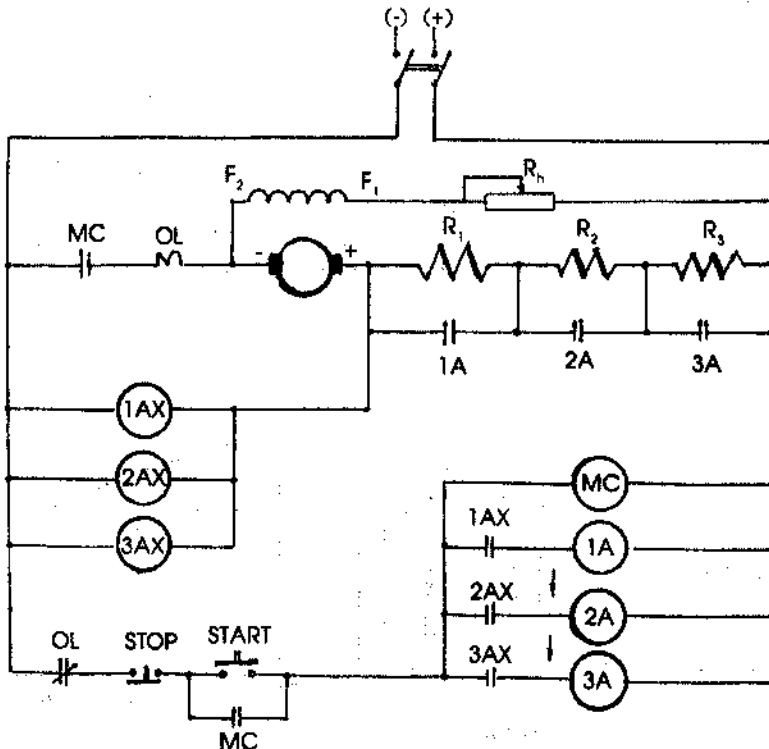 (-) (+)
F₂ F₁ Rₕ
MC OL - + R₁ R₂ R₃
1A 2A 3A
1AX
2AX MC
1AX 1A
3AX
2AX 2A
OL STOP START 3AX 3A
MC